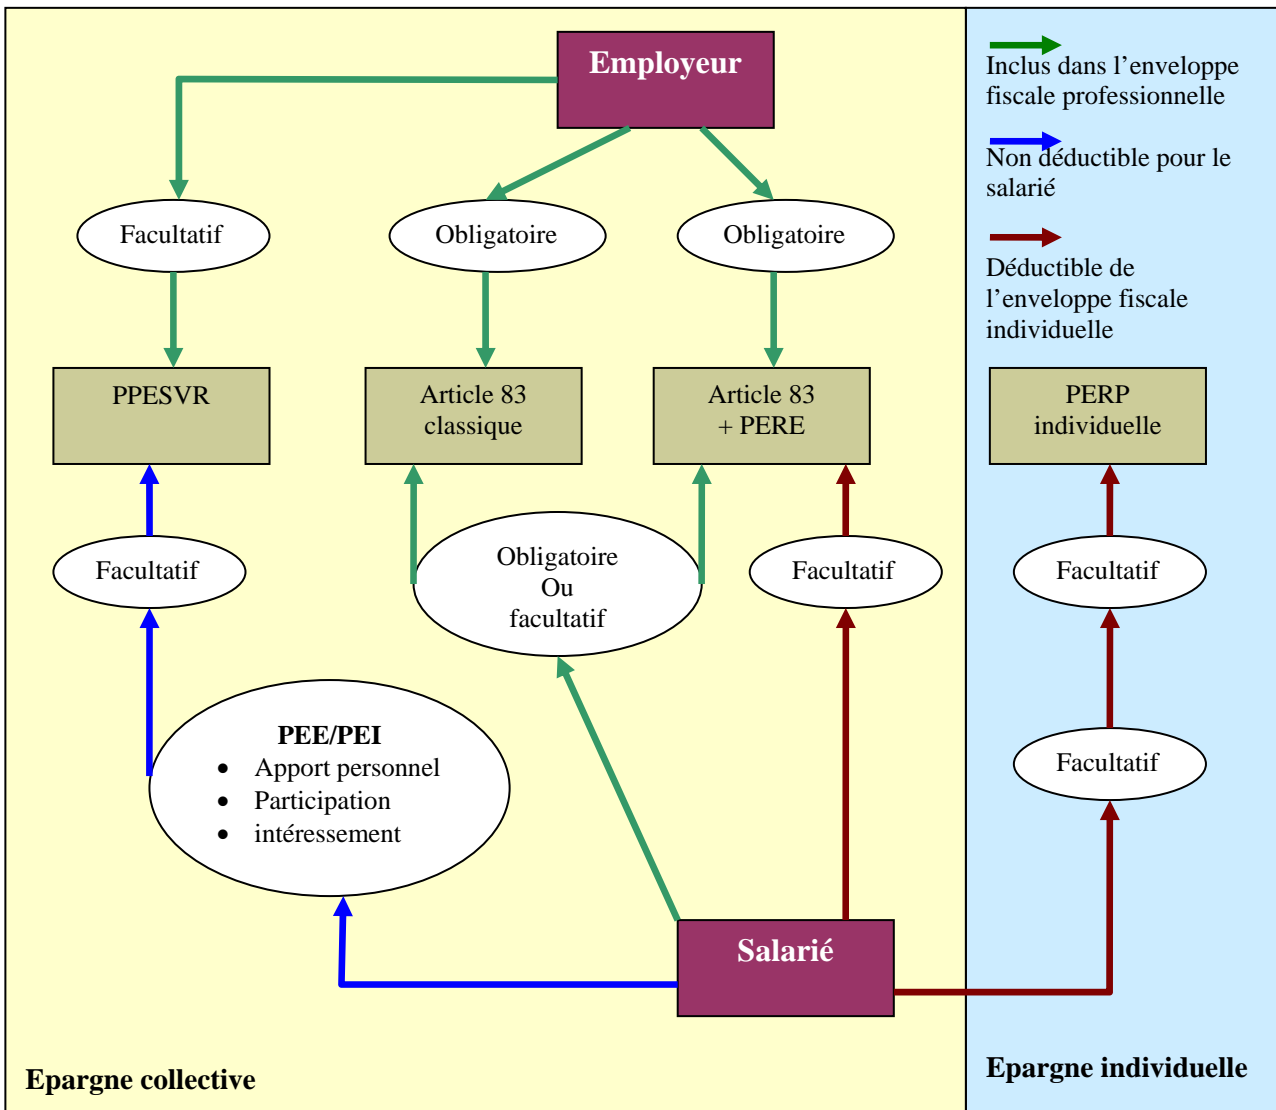 Employeur
Inclus dans l’enveloppe
fiscale professionnelle
Non déductible pour le
salarié
Déductible de
l’enveloppe fiscale
individuelle
Facultatif
Obligatoire
Obligatoire
PPESVR
Article 83
classique
Article 83
+ PERE
PERP
individuelle
Facultatif
Obligatoire
Ou
facultatif
Facultatif
Facultatif
PEE/PEI
• Apport personnel
• Participation
• intéressement
Facultatif
Salarié
Epargne collective
Epargne individuelle